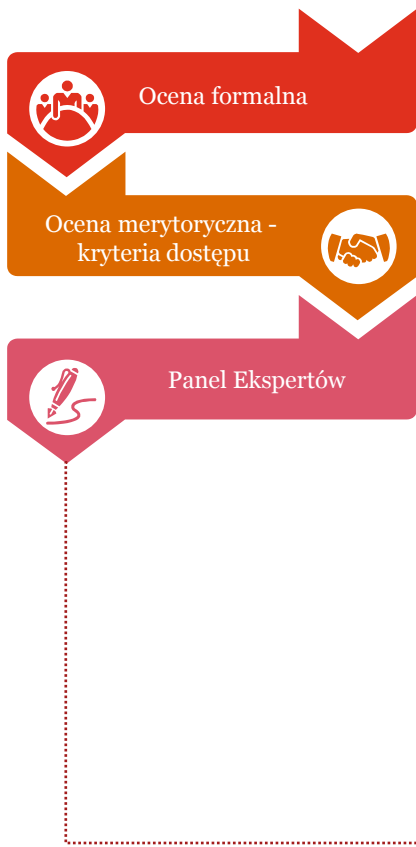 Ocena formalna
Ocena merytoryczna -
kryteria dostępu
Panel Ekspertów